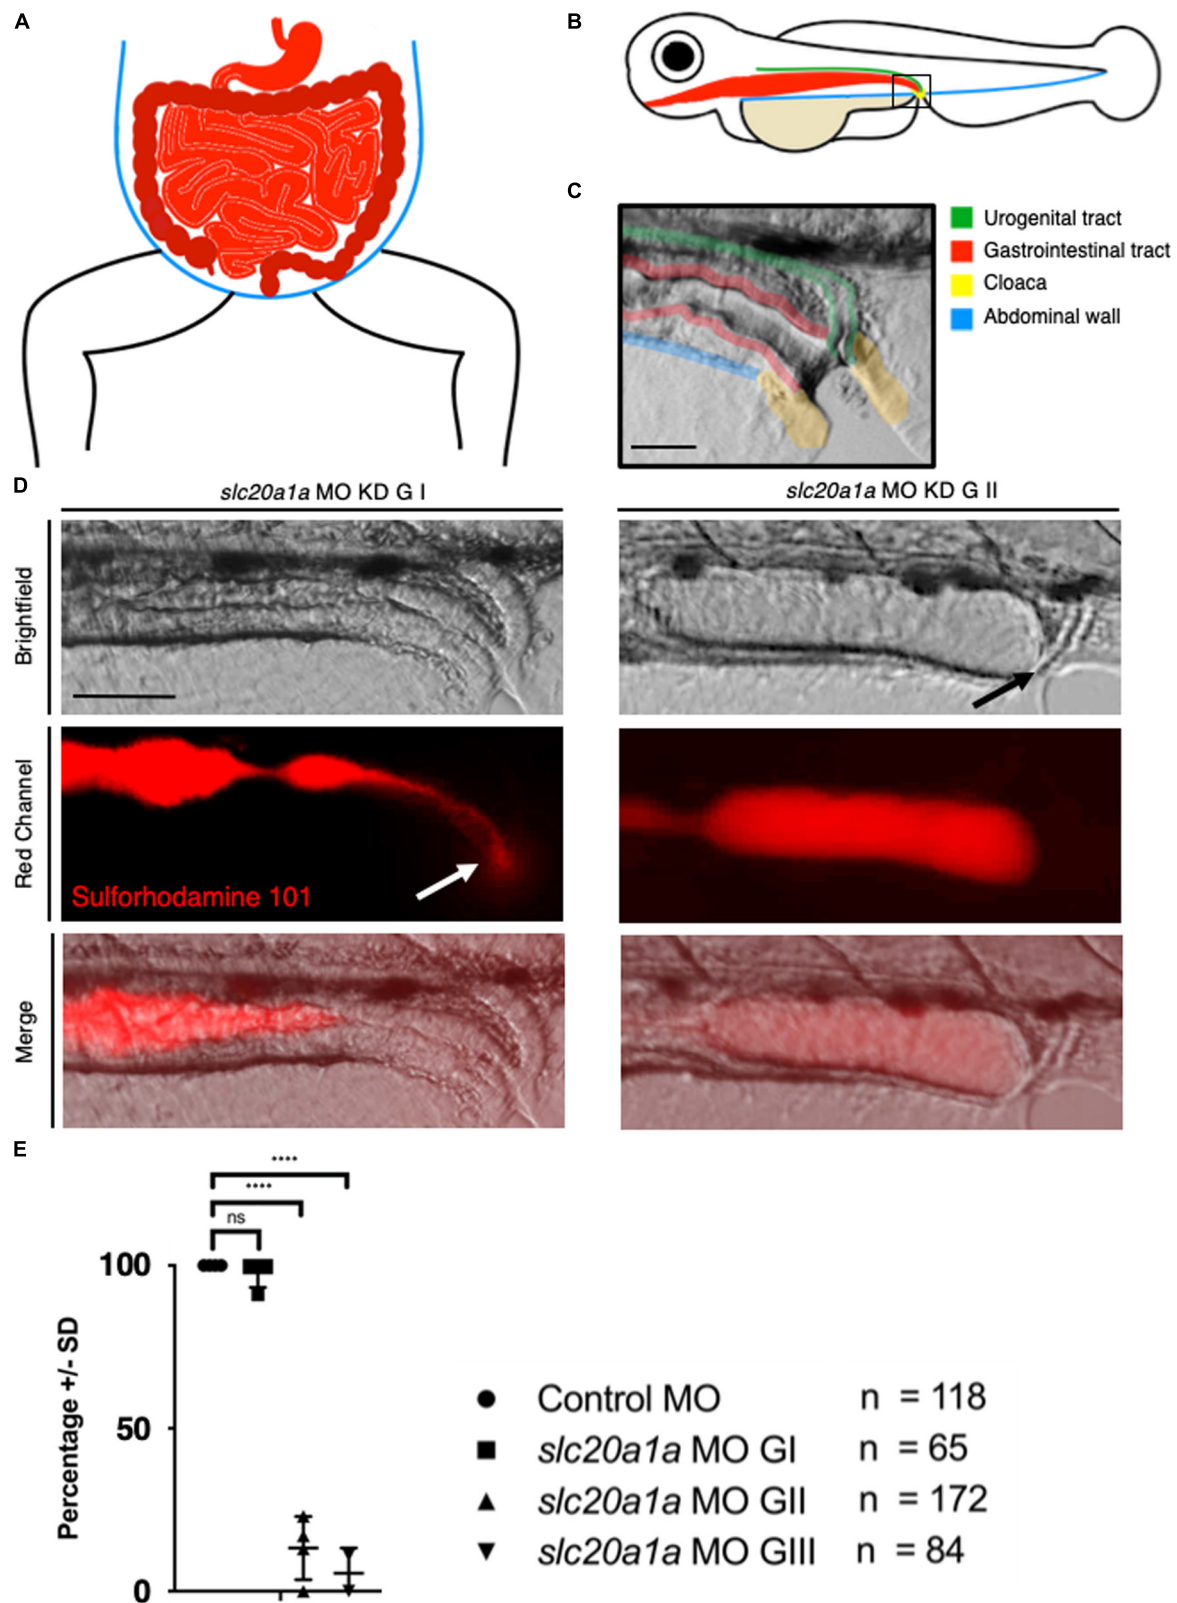 A
B
C
Urogenital tract
Gastrointestinal tract
Cloaca
Abdominal wall
D
slc20a1a MO KD G I
slc20a1a MO KD G II
Brightfield
Red Channel
Sulforhodamine 101
Merge
E
****
****
ns
100
50
0
Percentage +/- SD
Control MO n = 118
slc20a1a MO GI n = 65
slc20a1a MO GII n = 172
slc20a1a MO GIII n = 84